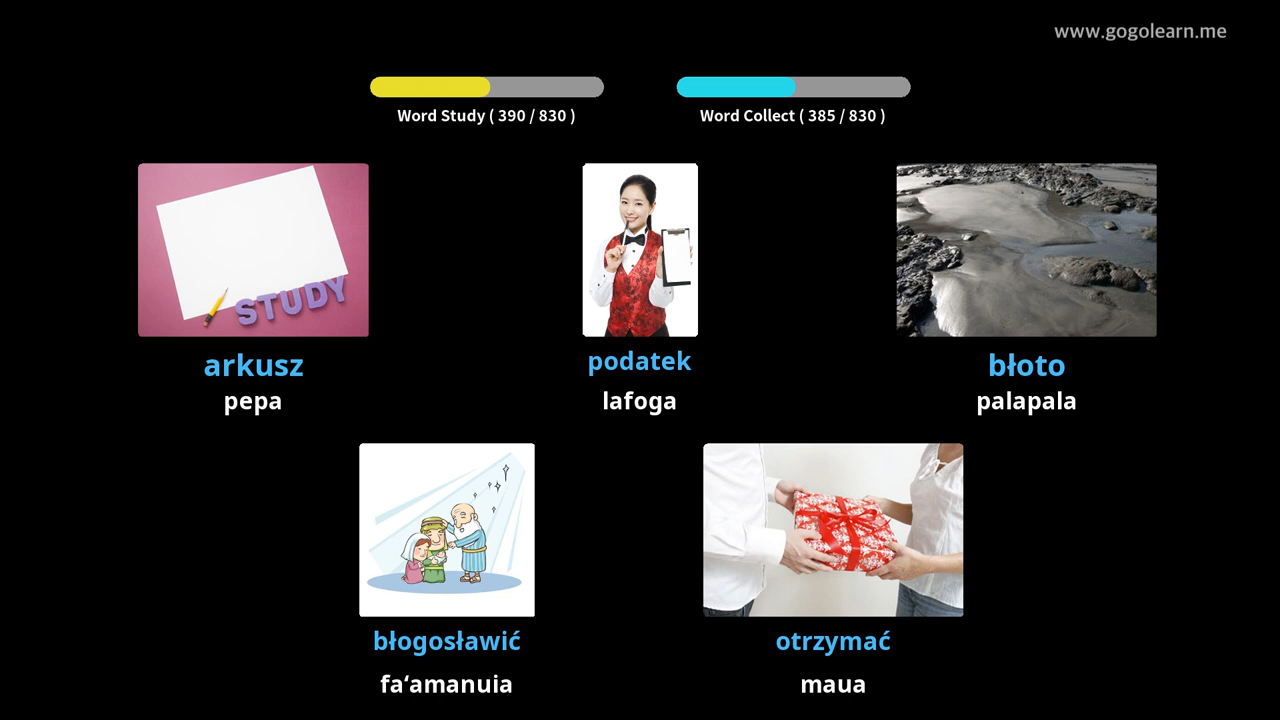 www.gogolearn.me
Word Study ( 390 / 830 )
Word Collect ( 385 / 830 )
STUDY
arkusz
pepa
podatek
lafoga
błoto
palapala
błogosławić
fa‘amanuia
otrzymać
maua